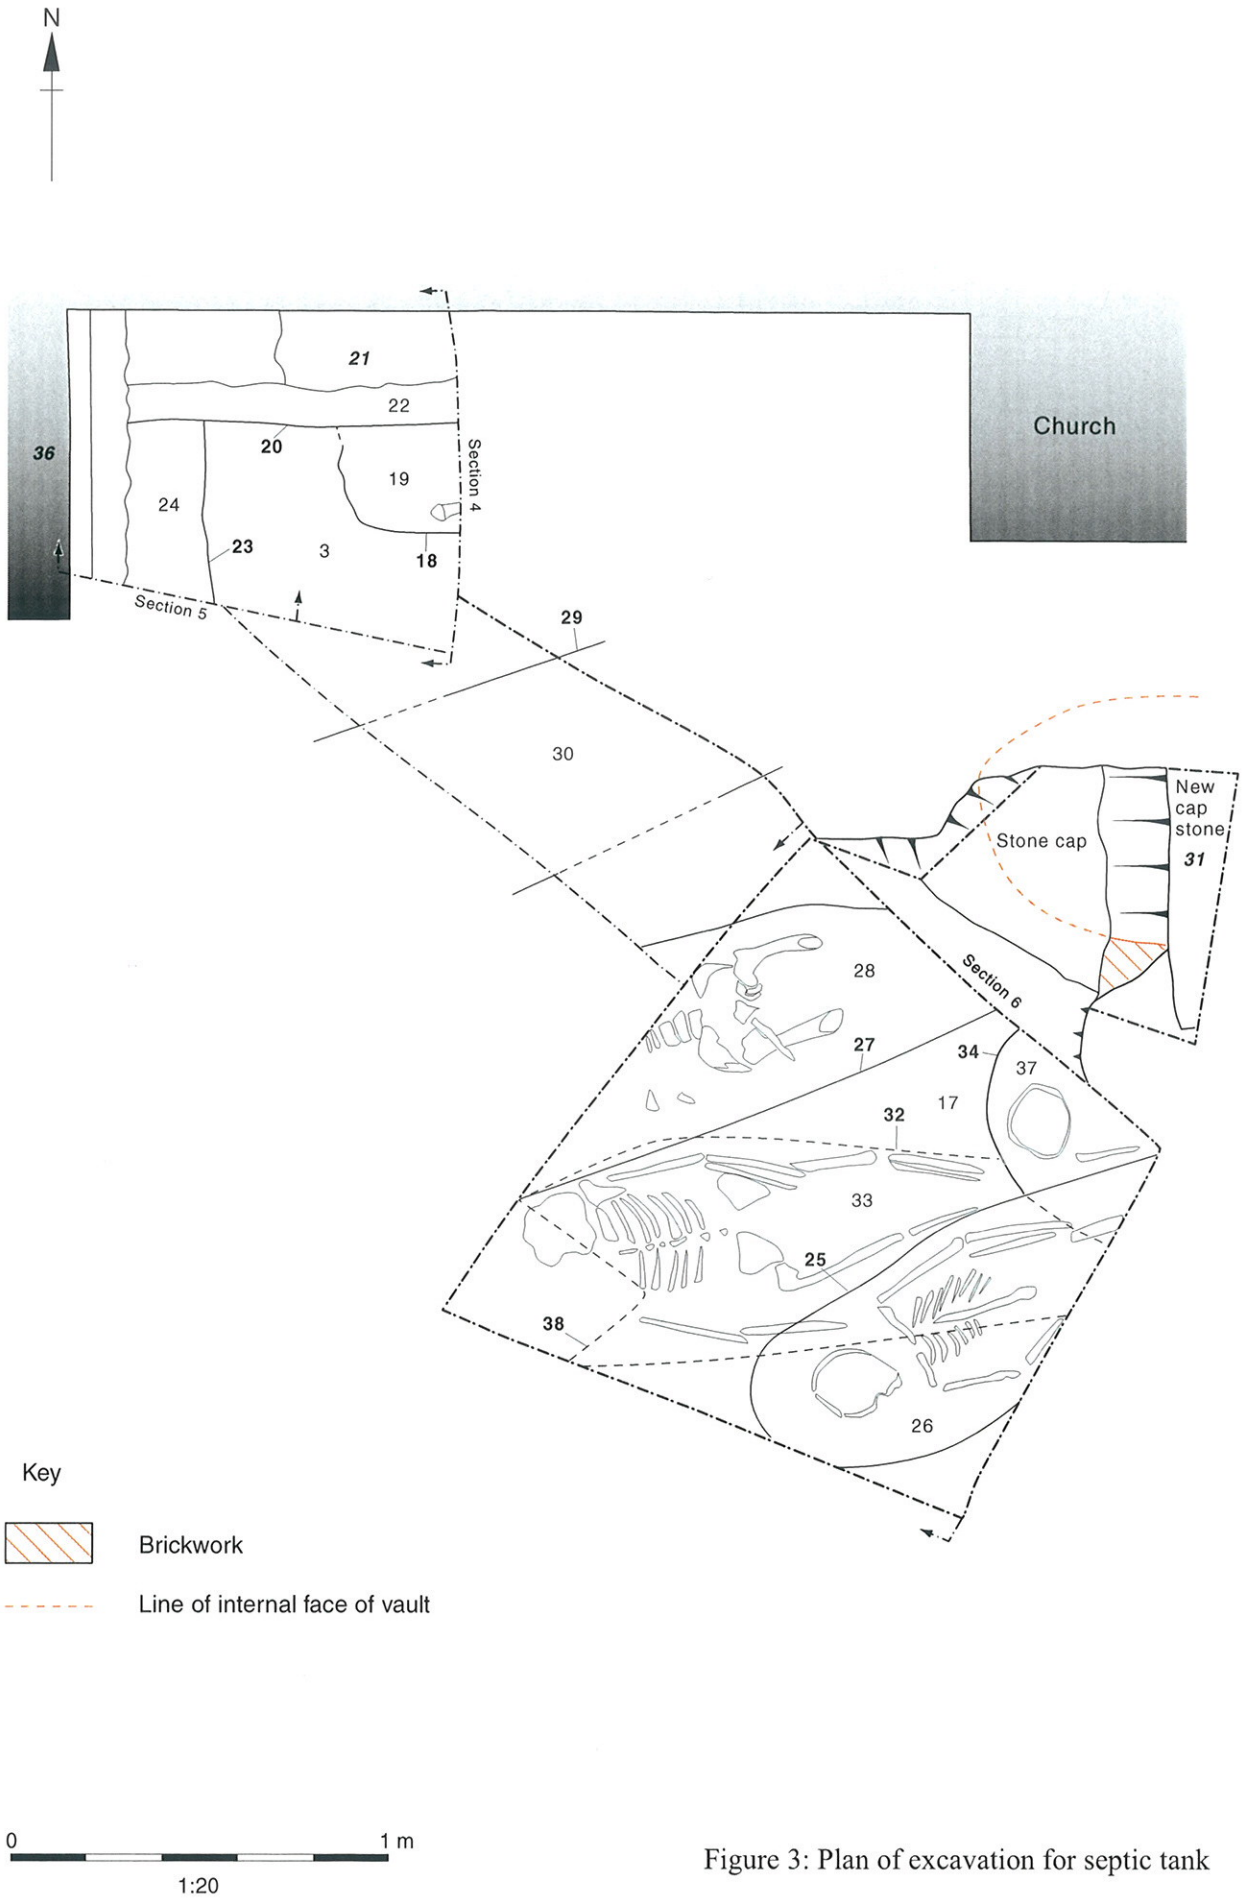 N
21
22
Church
20
36
Section 4
19
24
23
3
18
Section 5
29
30
New
cap
stone
31
Stone cap
28
Section 6
27
34
37
17
32
33
25
38
26
Key
Brickwork
Line of internal face of vault
0 1 m
1:20
Figure 3: Plan of excavation for septic tank